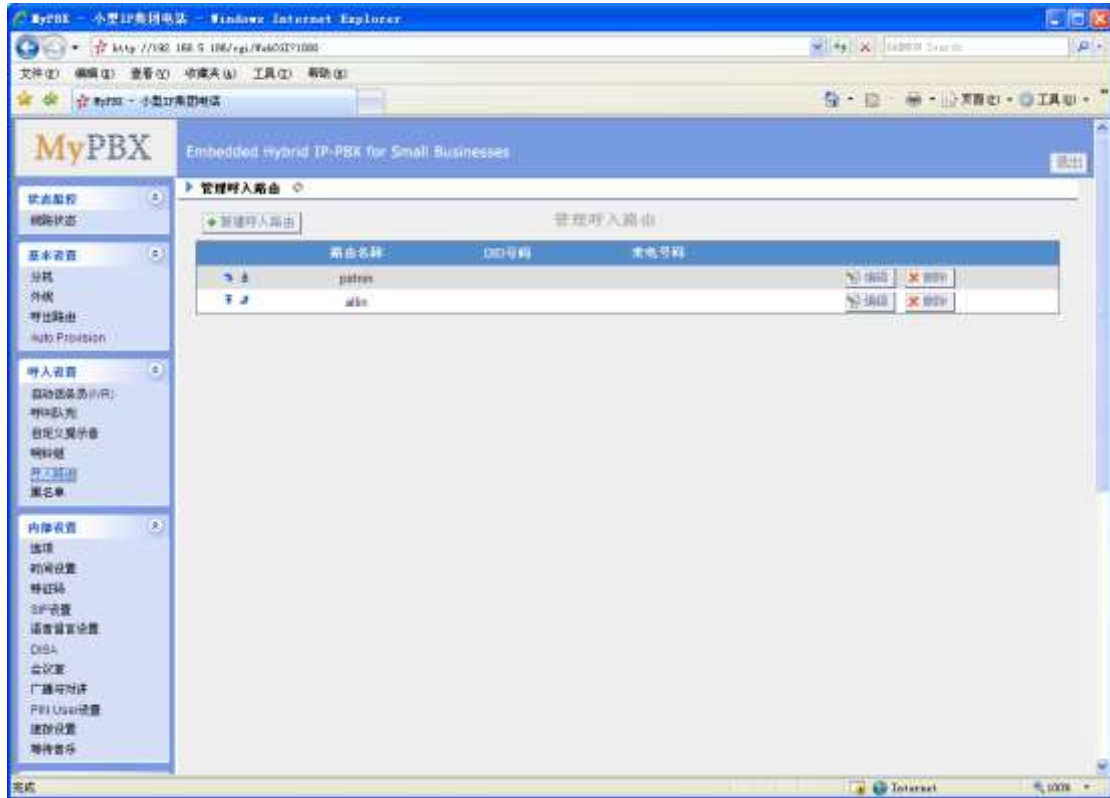 MyPBX - 小型IP集团电话 - Windows Internet Explorer
文件(F) 编辑(E) 查看(V) 收藏夹(A) 工具(T) 帮助(H)
MyPBX - 小型IP集团电话
页面(P) 工具(O)
MyPBX
Embedded Hybrid IP-PBX for Small Businesses
退出
状态监控
线路状态
基本设置
分机
外线
呼出路由
Auto Provision
呼入设置
自动话务员(IVR)
呼叫队列
自定义提示音
响铃组
呼入路由
黑名单
内部设置
选项
时间设置
特征码
SIP设置
语音留言设置
DISA
会议室
广播与对讲
PIN User设置
速拨设置
等待音乐
管理呼入路由
新建呼入路由
管理呼入路由
路由名称 DID号码 来电号码
编辑 删除
allin 编辑 删除
完成
Internet
100%